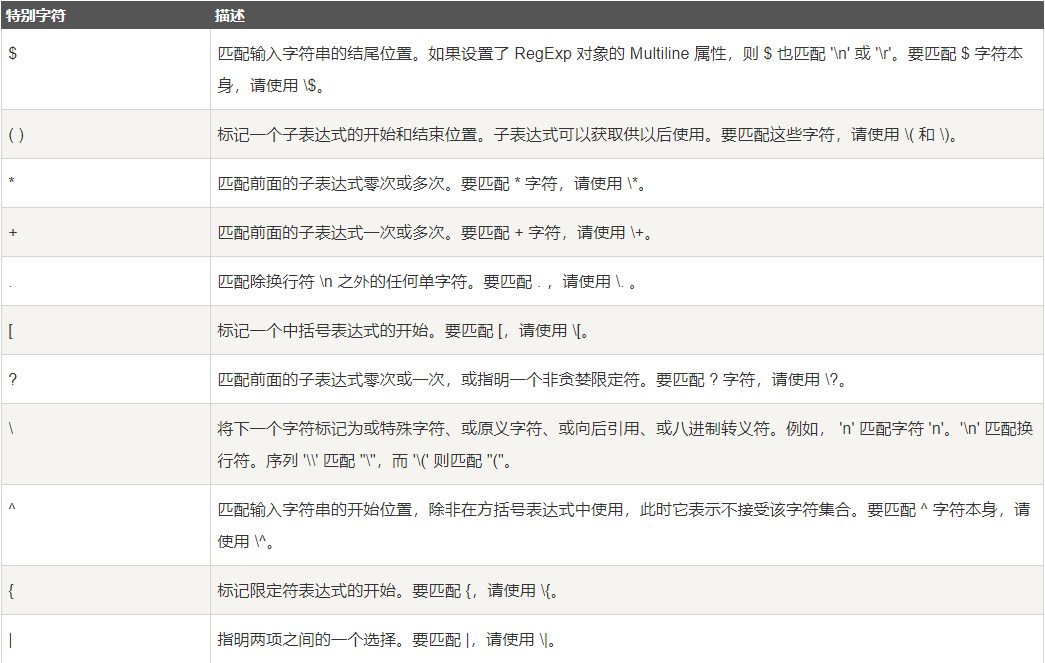 特别字符 描述
$ 匹配输入字符串的结尾位置。如果设置了 RegExp 对象的 Multiline 属性，则 $ 也匹配 '\n' 或 '\r'。要匹配 $ 字符本
身，请使用 \$。
( ) 标记一个子表达式的开始和结束位置。子表达式可以获取供以后使用。要匹配这些字符，请使用 \( 和 \)。
* 匹配前面的子表达式零次或多次。要匹配 * 字符，请使用 \*。
+ 匹配前面的子表达式一次或多次。要匹配 + 字符，请使用 \+。
. 匹配除换行符 \n 之外的任何单字符。要匹配 . ，请使用 \. 。
[ 标记一个中括号表达式的开始。要匹配 [，请使用 \[。
? 匹配前面的子表达式零次或一次，或指明一个非贪婪限定符。要匹配 ? 字符，请使用 \?。
\ 将下一个字符标记为或特殊字符、或原义字符、或向后引用、或八进制转义符。例如， 'n' 匹配字符 'n'。'\n' 匹配换
行符。序列 '\\' 匹配 "\"，而 '\(' 则匹配 "("。
^ 匹配输入字符串的开始位置，除非在方括号表达式中使用，此时它表示不接受该字符集合。要匹配 ^ 字符本身，请
使用 \^。
{ 标记限定符表达式的开始。要匹配 {，请使用 \{。
| 指明两项之间的一个选择。要匹配 |，请使用 \|。